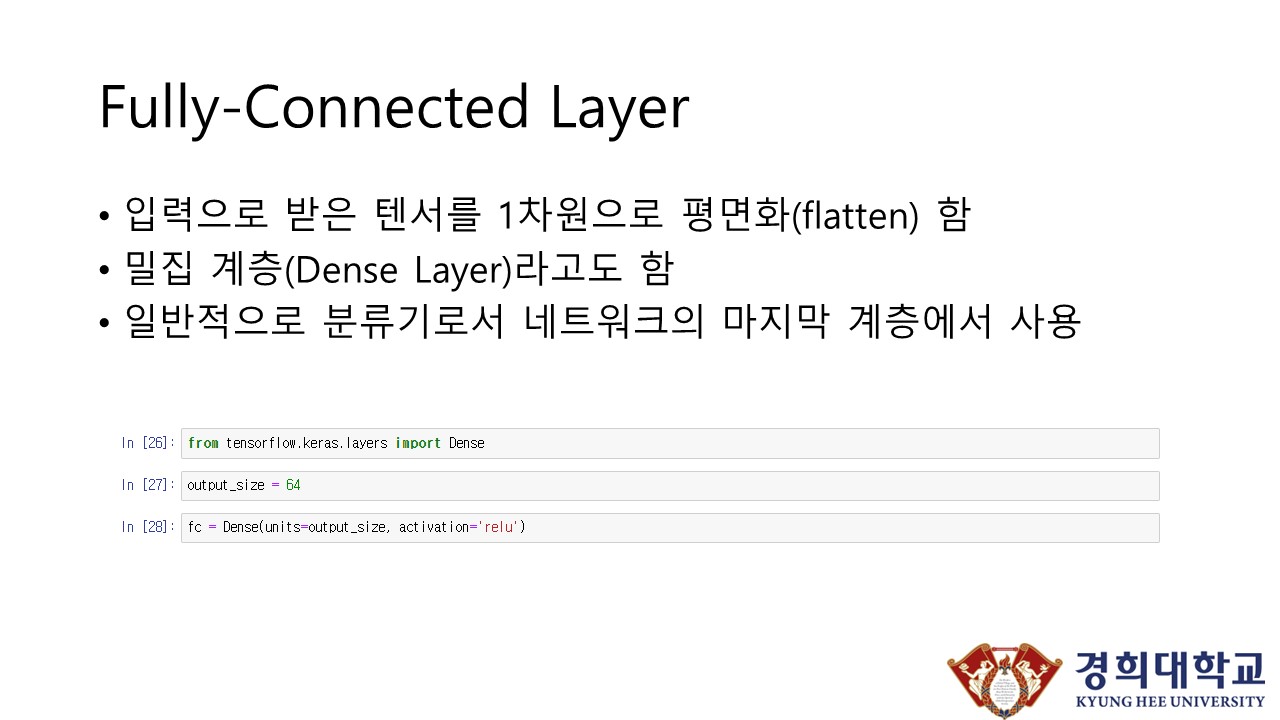 Fully-Connected Layer
• 입력으로 받은 텐서를 1차원으로 평면화(flatten) 함
• 밀집 계층(Dense Layer)라고도 함
• 일반적으로 분류기로서 네트워크의 마지막 계층에서 사용
In [26]: from tensorflow.keras.layers import Dense
In [27]: output_size = 64
In [28]: fc = Dense(units=output_size, activation='relu')
경희대학교
KYUNG HEE UNIVERSITY